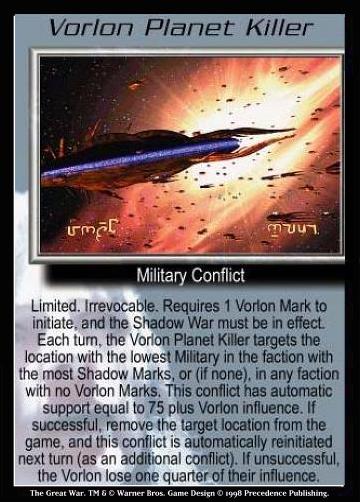 Vorlon Planet Killer
Military Conflict
Limited. Irrevocable. Requires 1 Vorlon Mark to
initiate, and the Shadow War must be in effect.
Each turn, the Vorlon Planet Killer targets the
location with the lowest Military in the faction with
the most Shadow Marks, or (if none), in any faction
with no Vorlon Marks. This conflict has automatic
support equal to 75 plus Vorlon influence. If
successful, remove the target location from the
game, and this conflict is automatically reinitiated
next turn (as an additional conflict). If unsuccessful,
the Vorlon lose one quarter of their influence.
The Great War. TM & © Warner Bros. Game Design © 1998 Precedence Publishing.